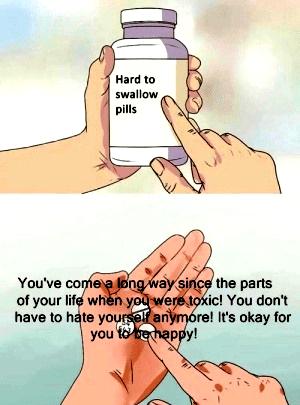 Hard to
swallow
pills
You've come a long way since the parts
of your life when you were toxic! You don't
have to hate yourself anymore! It's okay for
you to be happy!